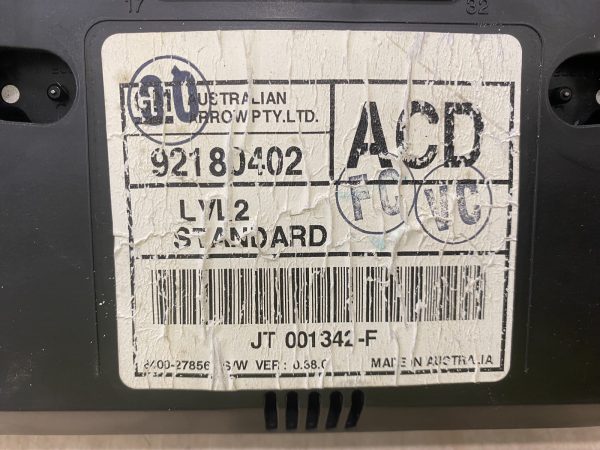 17 32
AUSTRALIAN
ARROW PTY.LTD.
ACD
92180402
FC VC
LVL2
STANDARD
JT 001342-F
S/W VER : 0.38.0 MADE IN AUSTRALIA